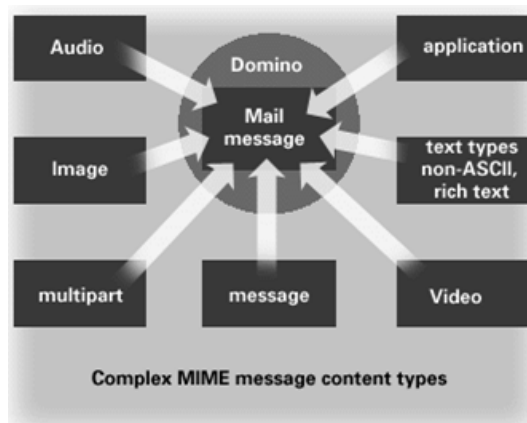 Audio
application
Domino
Mail
message
Image
text types
non-ASCII,
rich text
multipart
message
Video
Complex MIME message content types